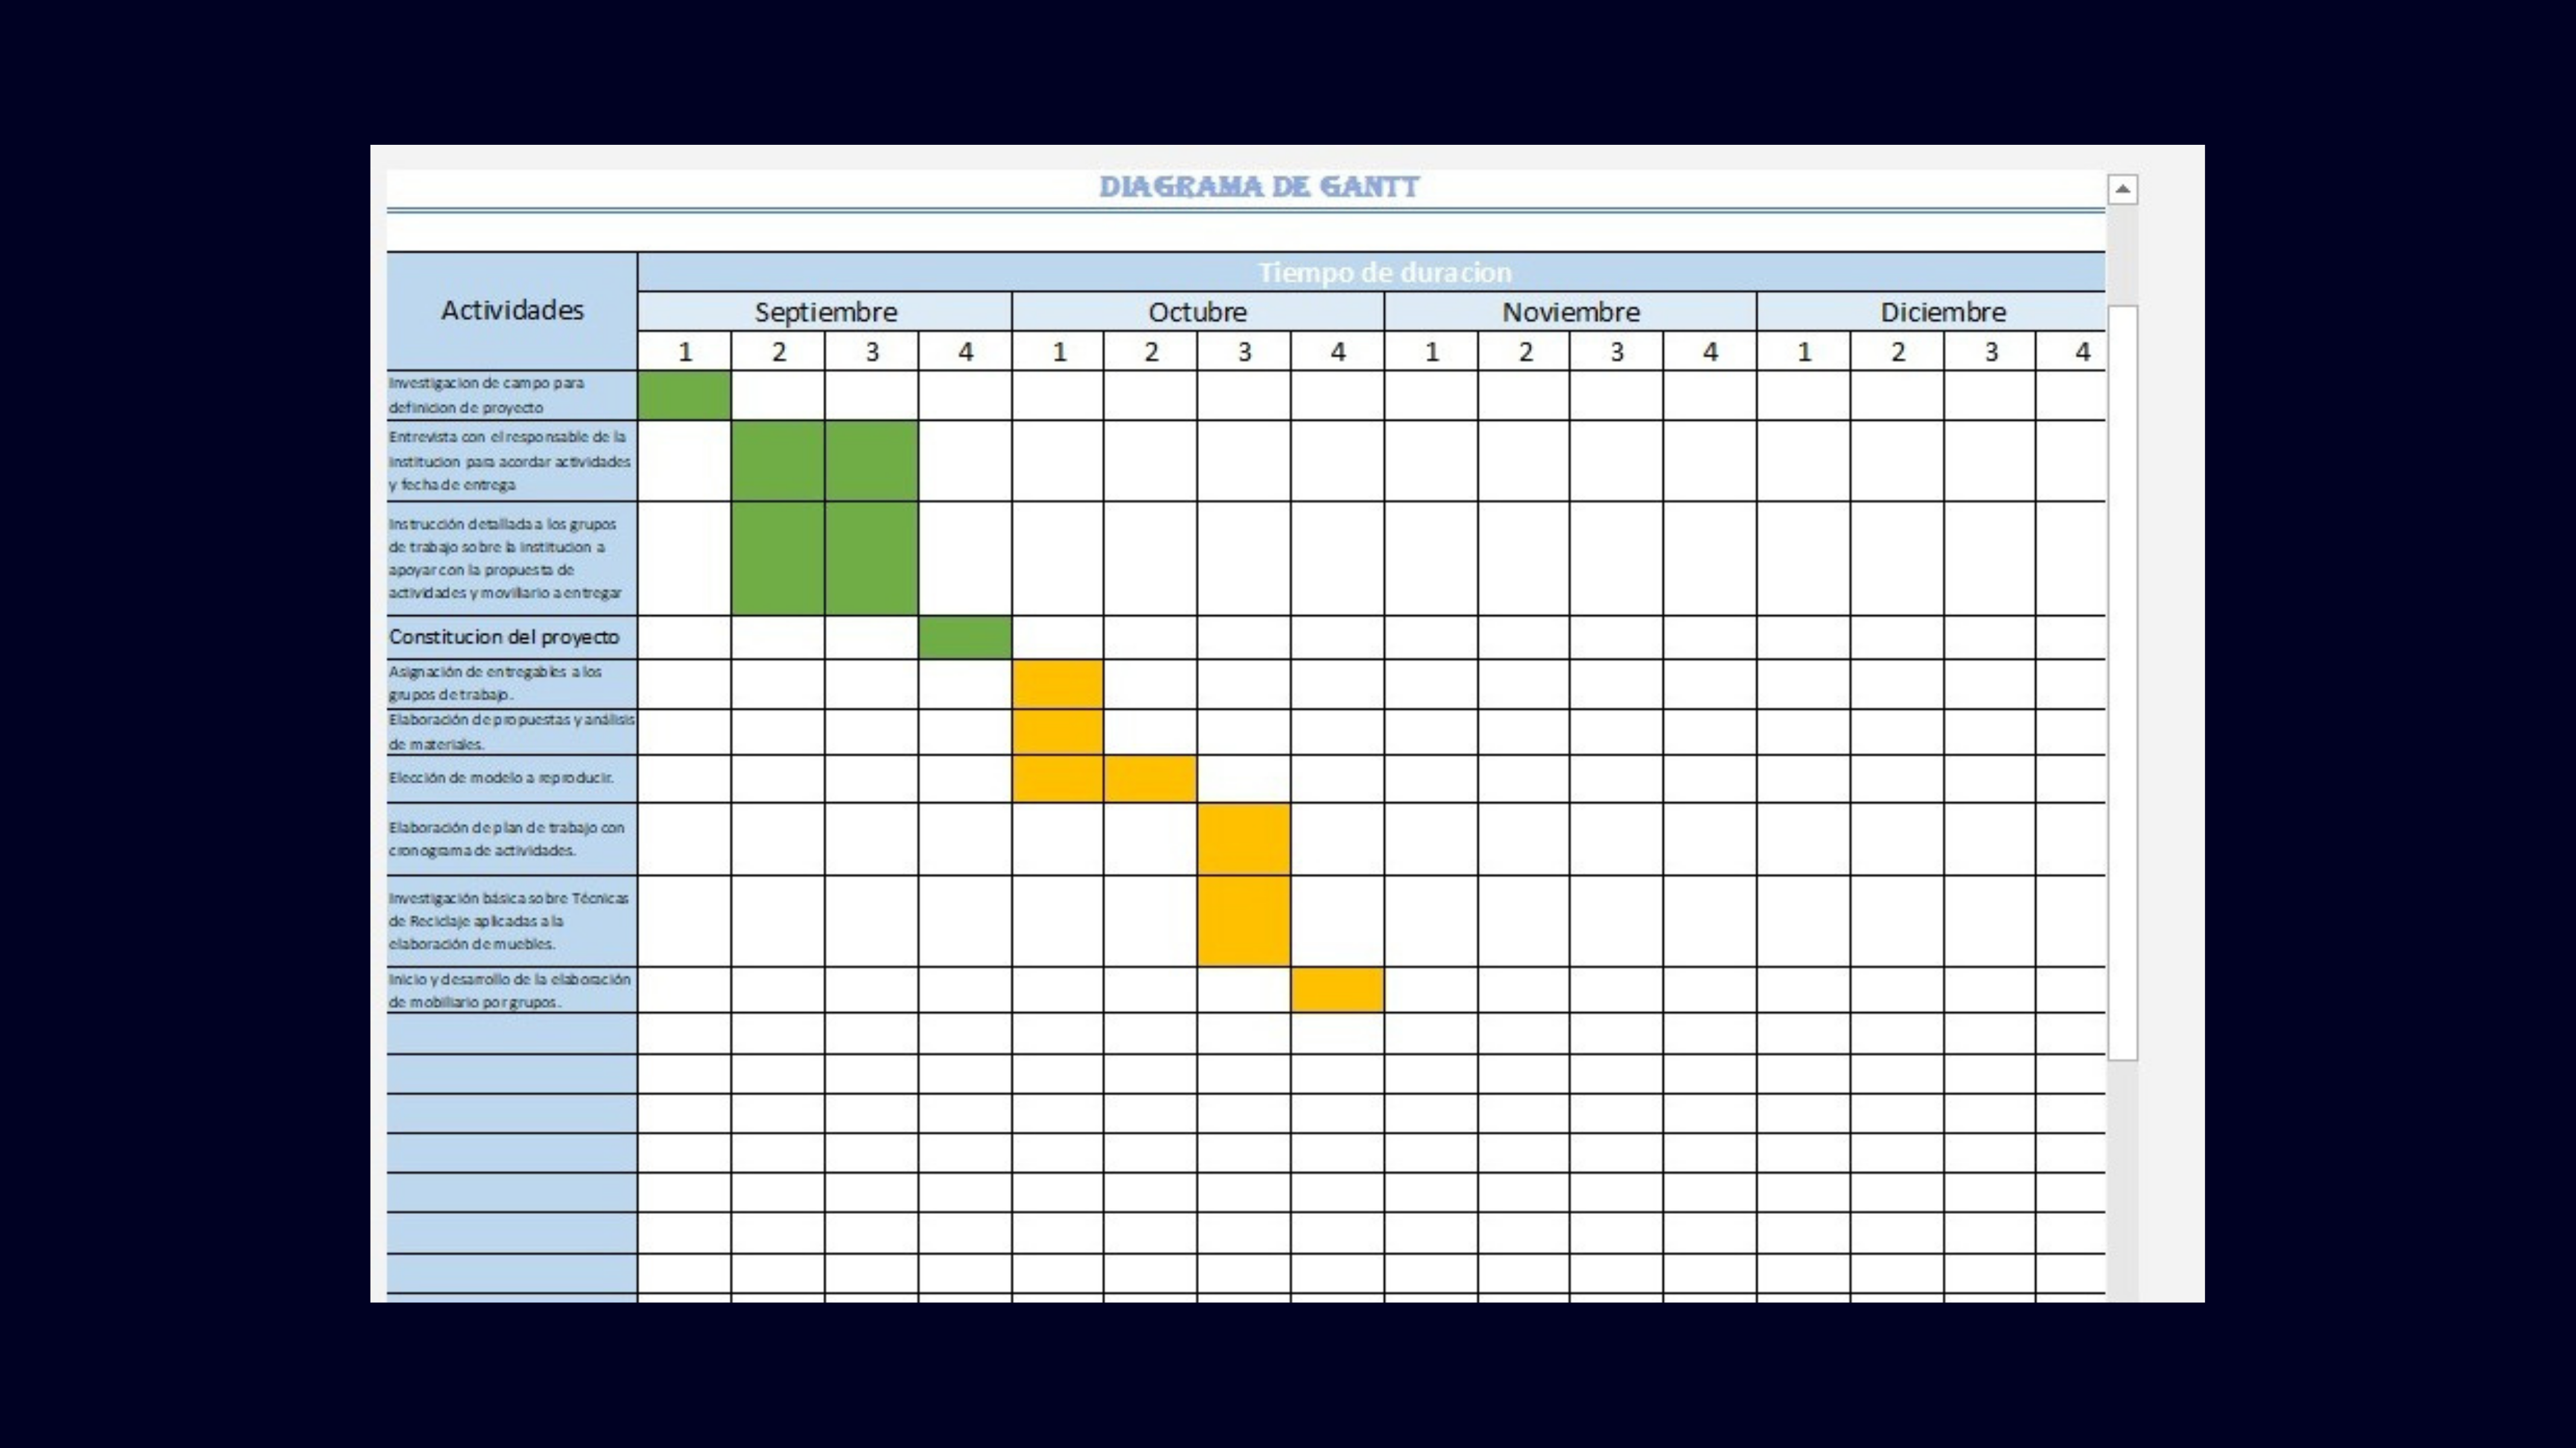 DIAGRAMA DE GANTT
Tiempo de duracion
Actividades
Septiembre Octubre Noviembre Diciembre
1 2 3 4 1 2 3 4 1 2 3 4 1 2 3 4
Investigacion de campo para
definicion de proyecto
Entrevista con el responsable de la
institucion para acordar actividades
y fecha de entrega
Instrucción detallada a los grupos
de trabajo sobre la institucion a
apoyar con la propuesta de
actividades y moviliario a entregar
Constitucion del proyecto
Asignación de entregables a los
grupos de trabajo.
Elaboración de propuestas y análisis
de materiales.
Elección de modelo a reproducir.
Elaboración de plan de trabajo con
cronograma de actividades.
Investigación básica sobre Técnicas
de Reciclaje aplicadas a la
elaboración de muebles.
Inicio y desarrollo de la elaboración
de mobiliario por grupos.